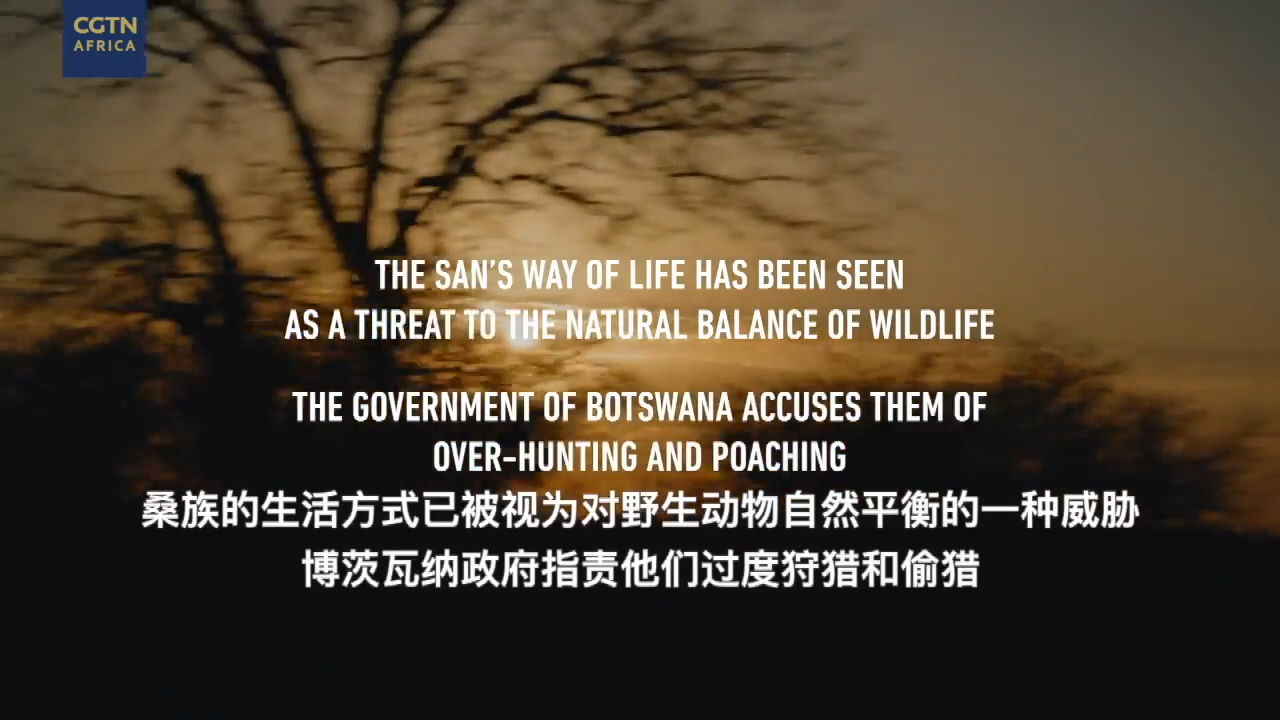 CGTN
AFRICA
THE SAN'S WAY OF LIFE HAS BEEN SEEN
AS A THREAT TO THE NATURAL BALANCE OF WILDLIFE
THE GOVERNMENT OF BOTSWANA ACCUSES THEM OF
OVER-HUNTING AND POACHING
桑族的生活方式已被视为对野生动物自然平衡的一种威胁
博茨瓦纳政府指责他们过度狩猎和偷猎